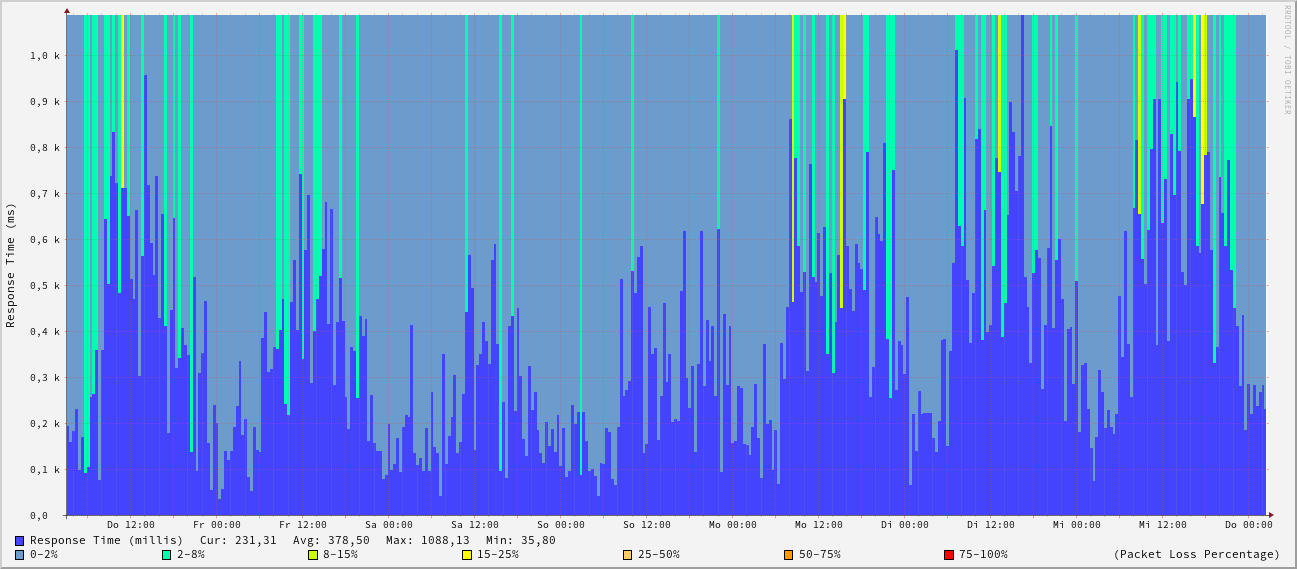 RRDTOOL / TOBI OETIKER
Response Time (ms)
1,0 k
0,9 k
0,8 k
0,7 k
0,6 k
0,5 k
0,4 k
0,3 k
0,2 k
0,1 k
0,0
Do 12:00 Fr 00:00 Fr 12:00 Sa 00:00 Sa 12:00 So 00:00 So 12:00 Mo 00:00 Mo 12:00 Di 00:00 Di 12:00 Mi 00:00 Mi 12:00 Do 00:00
Response Time (millis) Cur: 231,31 Avg: 378,50 Max: 1088,13 Min: 35,80
0-2% 2-8% 8-15% 15-25% 25-50% 50-75% 75-100% (Packet Loss Percentage)